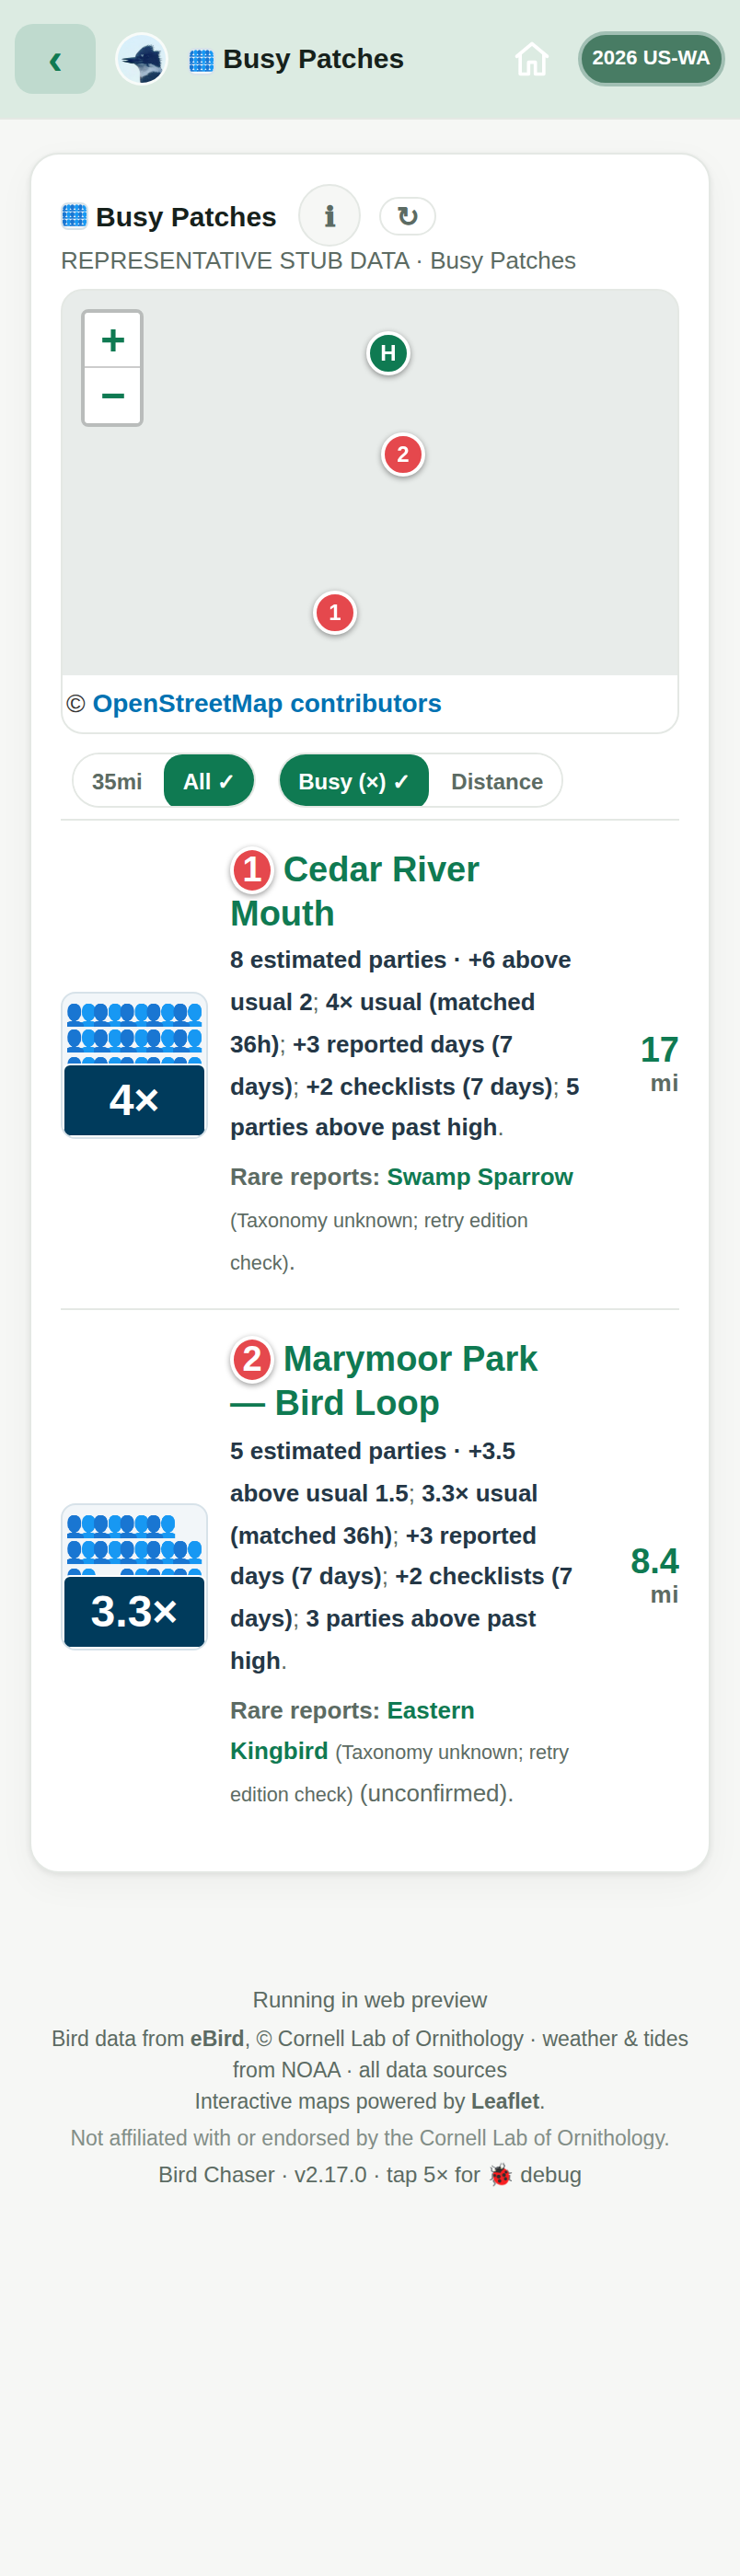 ‹ Busy Patches 2026 US-WA
Busy Patches i ↻
REPRESENTATIVE STUB DATA · Busy Patches
+
−
H
2
1
© OpenStreetMap contributors
35mi All ✓ Busy (×) ✓ Distance
1 Cedar River
Mouth
8 estimated parties · +6 above
usual 2; 4× usual (matched
36h); +3 reported days (7
days); +2 checklists (7 days); 5
parties above past high.
Rare reports: Swamp Sparrow
(Taxonomy unknown; retry edition
check).
4×
17
mi
2 Marymoor Park
— Bird Loop
5 estimated parties · +3.5
above usual 1.5; 3.3× usual
(matched 36h); +3 reported
days (7 days); +2 checklists (7
days); 3 parties above past
high.
Rare reports: Eastern
Kingbird (Taxonomy unknown; retry
edition check) (unconfirmed).
3.3×
8.4
mi
Running in web preview
Bird data from eBird, © Cornell Lab of Ornithology · weather & tides
from NOAA · all data sources
Interactive maps powered by Leaflet.
Not affiliated with or endorsed by the Cornell Lab of Ornithology.
Bird Chaser · v2.17.0 · tap 5× for 🐞 debug